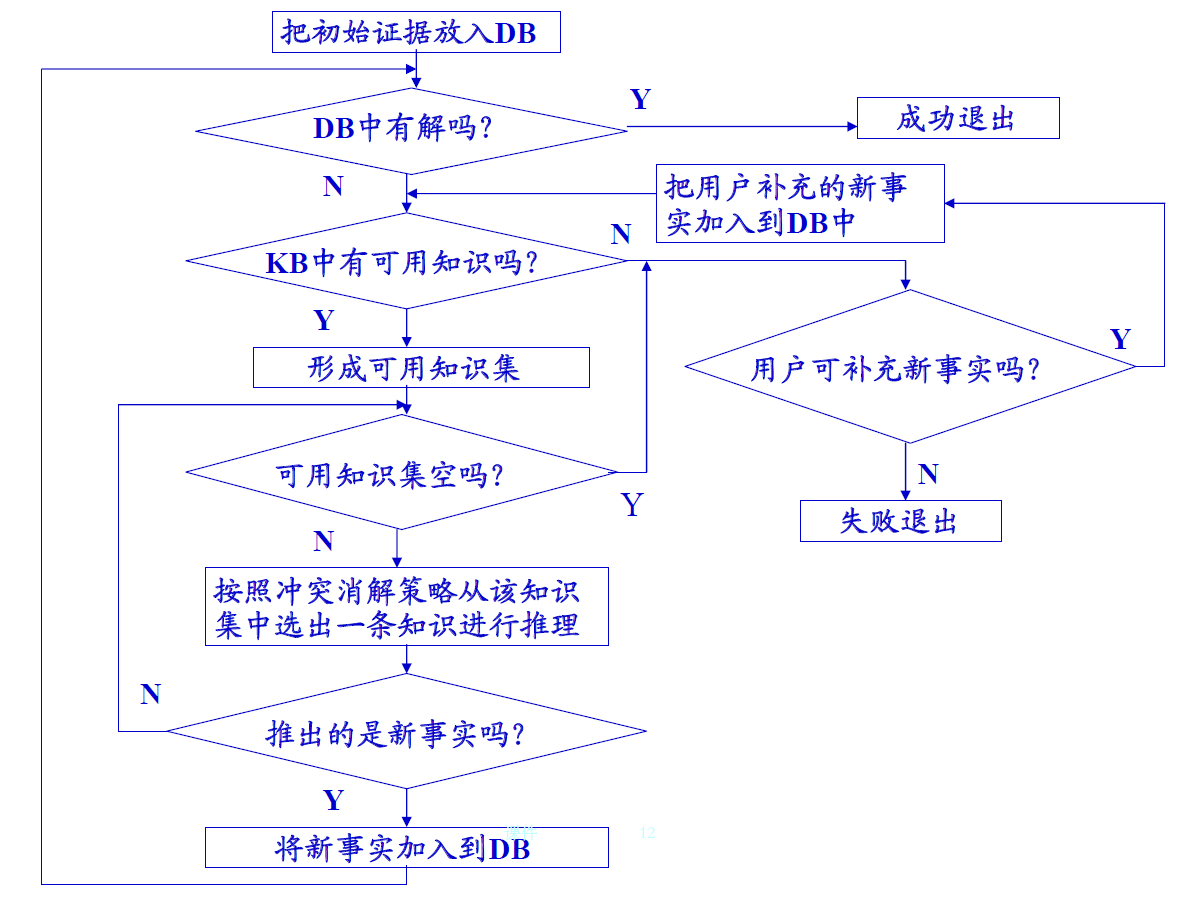 把初始证据放入DB
DB中有解吗?
Y
成功退出
N
把用户补充的新事
实加入到DB中
KB中有可用知识吗?
N
Y
形成可用知识集
用户可补充新事实吗?
Y
可用知识集空吗?
Y
N
失败退出
N
按照冲突消解策略从该知识
集中选出一条知识进行推理
N
推出的是新事实吗?
Y
课件
12
将新事实加入到DB